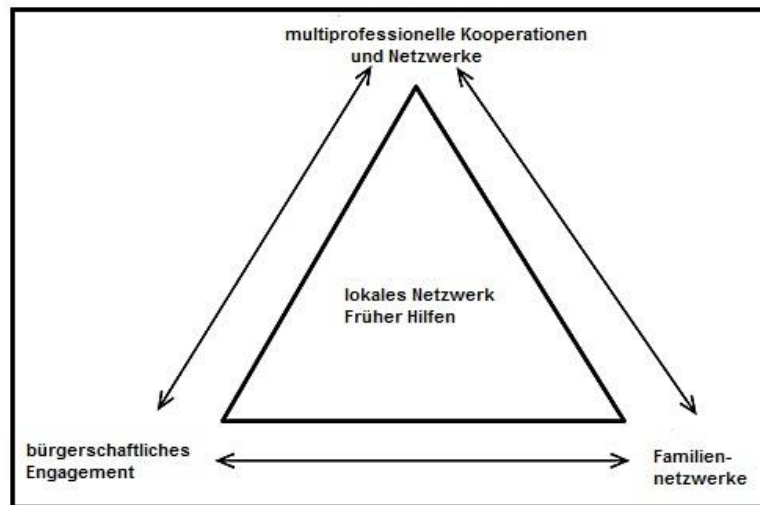 multiprofessionelle Kooperationen
und Netzwerke
lokales Netzwerk
Früher Hilfen
bürgerschaftliches
Engagement
Familien-
netzwerke